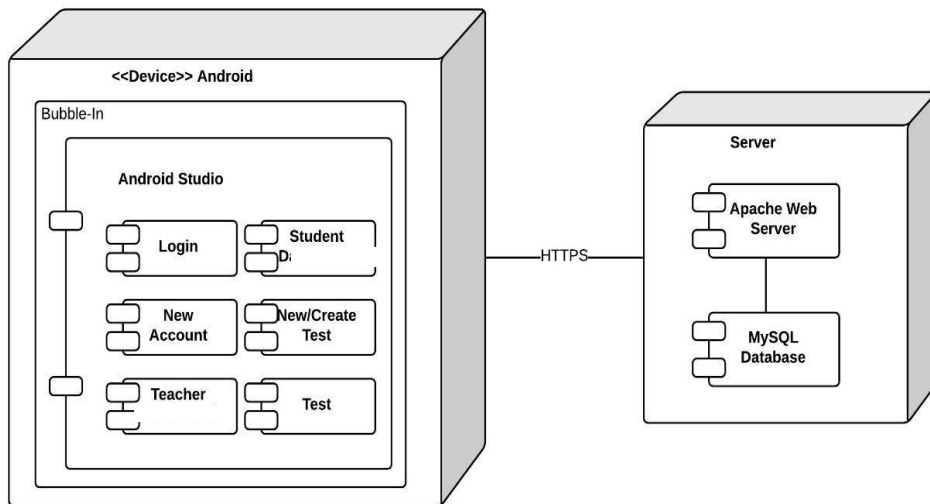 <<Device>> Android
Bubble-In
Android Studio
Login
Student
New
Account
New/Create
Test
Teacher
Test
HTTPS
Server
Apache Web
Server
MySQL
Database